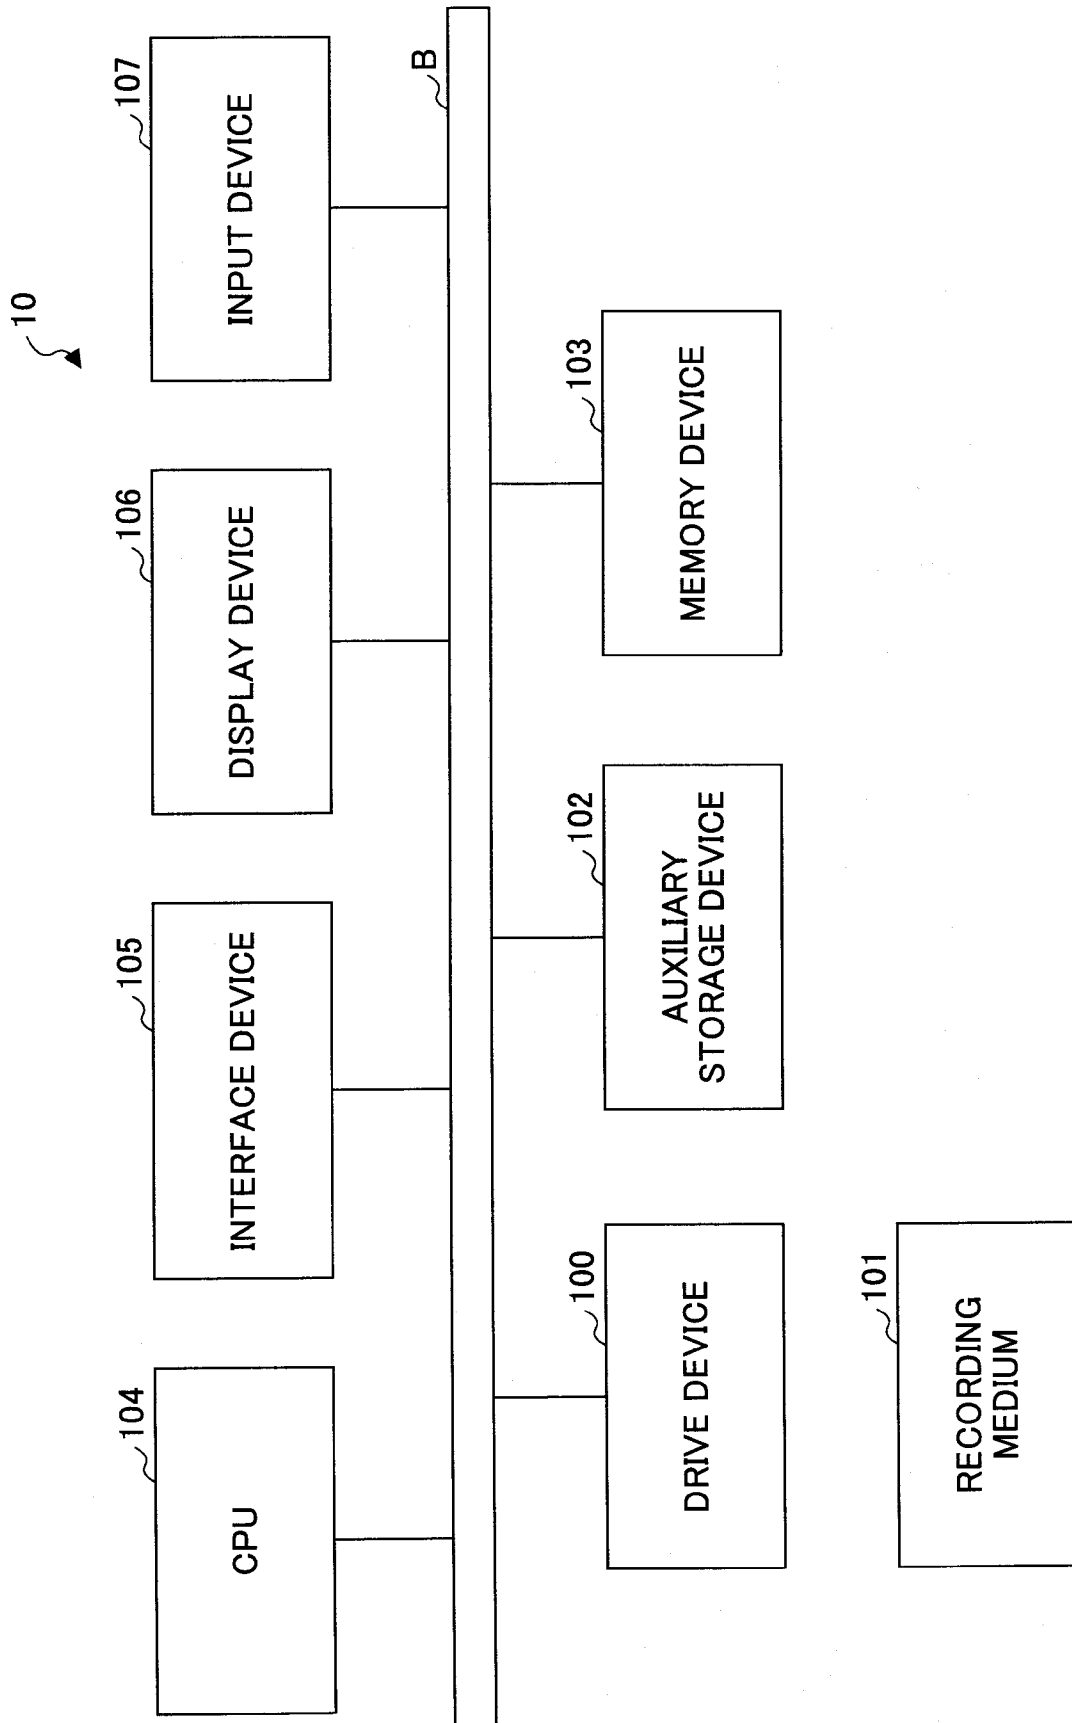 10
104
CPU
105
INTERFACE DEVICE
106
DISPLAY DEVICE
107
INPUT DEVICE
B
100
DRIVE DEVICE
102
AUXILIARY
STORAGE DEVICE
103
MEMORY DEVICE
101
RECORDING
MEDIUM